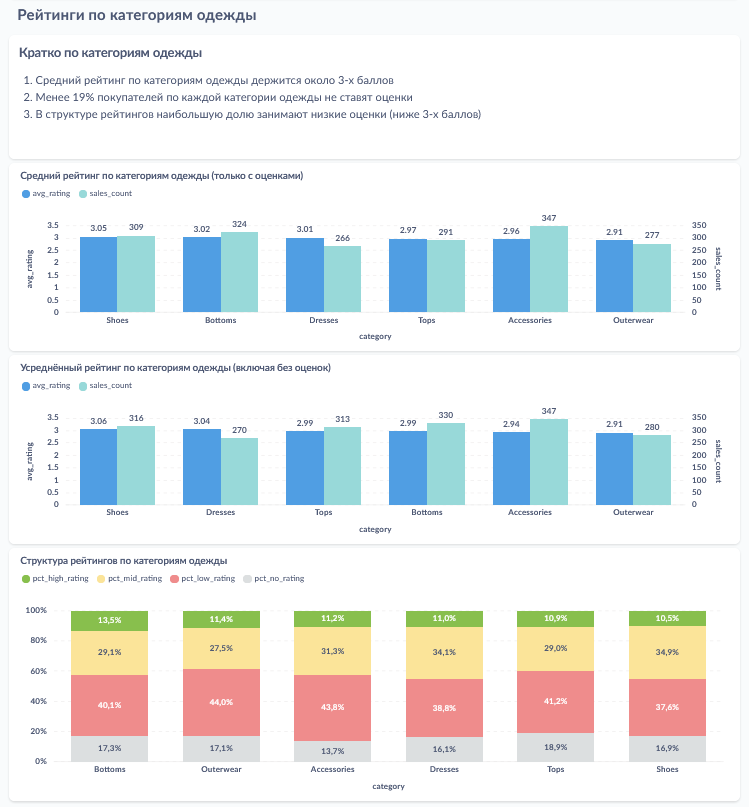 Рейтинги по категориям одежды
Кратко по категориям одежды
1. Средний рейтинг по категориям одежды держится около 3-х баллов
2. Менее 19% покупателей по каждой категории одежды не ставят оценки
3. В структуре рейтингов наибольшую долю занимают низкие оценки (ниже 3-х баллов)
Средний рейтинг по категориям одежды (только с оценками)
avg_rating sales_count
3.5 3 2.5 2 1.5 1 0.5 0
avg_rating
3.05 309 3.02 324 3.01 266 2.97 291 2.96 347 2.91 277
350 300 250 200 150 100 50 0
sales_count
Shoes Bottoms Dresses Tops Accessories Outerwear
category
Усреднённый рейтинг по категориям одежды (включая без оценок)
avg_rating sales_count
3.5 3 2.5 2 1.5 1 0.5 0
avg_rating
3.06 316 3.04 270 2.99 313 2.99 330 2.94 347 2.91 280
350 300 250 200 150 100 50 0
sales_count
Shoes Dresses Tops Bottoms Accessories Outerwear
category
Структура рейтингов по категориям одежды
pct_high_rating pct_mid_rating pct_low_rating pct_no_rating
100% 80% 60% 40% 20% 0%
13,5% 11,4% 11,2% 11,0% 10,9% 10,5%
29,1% 27,5% 31,3% 34,1% 29,0% 34,9%
40,1% 44,0% 43,8% 38,8% 41,2% 37,6%
17,3% 17,1% 13,7% 16,1% 18,9% 16,9%
Bottoms Outerwear Accessories Dresses Tops Shoes
category